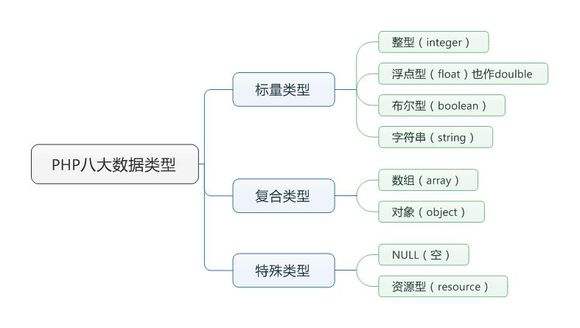 PHP八大数据类型
标量类型
整型（integer）
浮点型（float）也作doulble
布尔型（boolean）
字符串（string）
复合类型
数组（array）
对象（object）
特殊类型
NULL（空）
资源型（resource）